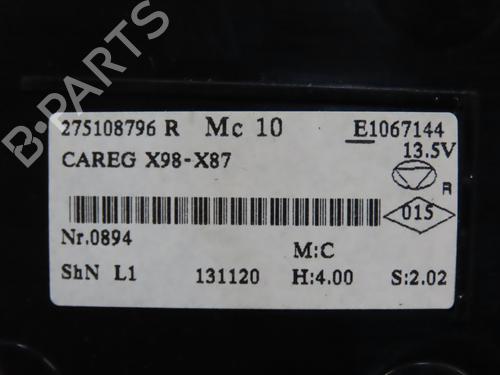 B-PARTS
275108796 R Mc 10 E1067144
CAREG X98-X87 13.5V
R
015
Nr.0894
M:C
ShN L1 131120 H:4.00 S:2.02